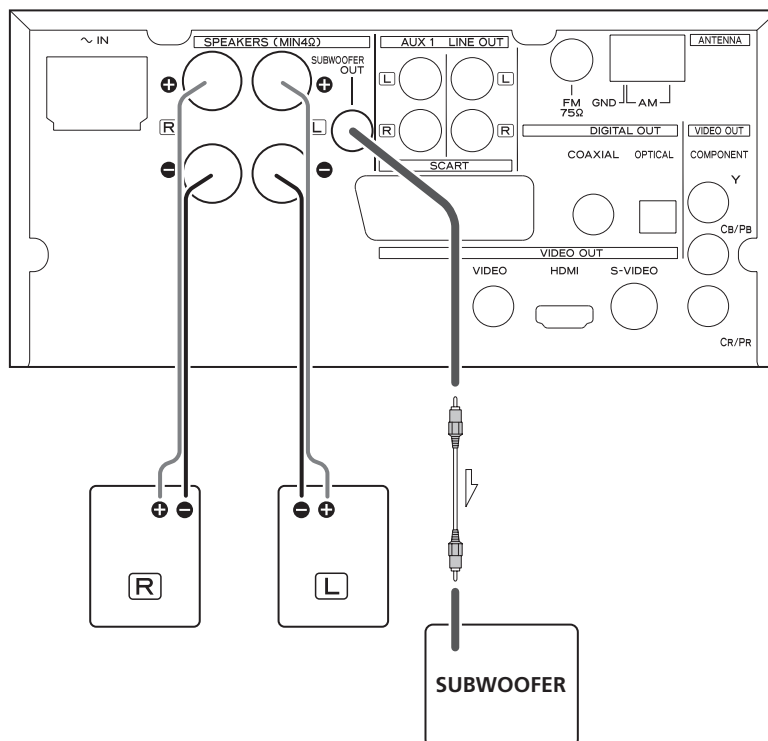 ∼ IN
SPEAKERS (MIN4Ω)
SUBWOOFER
OUT
AUX 1 LINE OUT
ANTENNA
L
L
R
L
R
R
FM
75Ω
GND
AM
DIGITAL OUT
VIDEO OUT
SCART
COAXIAL
OPTICAL
COMPONENT
Y
CB/PB
VIDEO OUT
VIDEO
HDMI
S-VIDEO
CR/PR
R
L
SUBWOOFER